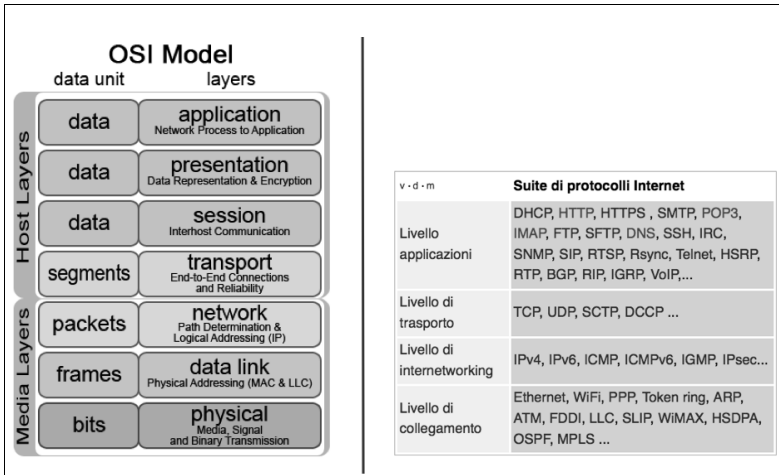 OSI Model
data unit layers
Host Layers
data application
Network Process to Application
data presentation
Data Representation & Encryption
data session
Interhost Communication
segments transport
End-to-End Connections
and Reliability
Media Layers
packets network
Path Determination &
Logical Addressing (IP)
frames data link
Physical Addressing (MAC & LLC)
bits physical
Media, Signal
and Binary Transmission
v · d · m Suite di protocolli Internet
Livello
applicazioni
DHCP, HTTP, HTTPS , SMTP, POP3,
IMAP, FTP, SFTP, DNS, SSH, IRC,
SNMP, SIP, RTSP, Rsync, Telnet, HSRP,
RTP, BGP, RIP, IGRP, VoIP,...
Livello di
trasporto
TCP, UDP, SCTP, DCCP ...
Livello di
internetworking
IPv4, IPv6, ICMP, ICMPv6, IGMP, IPsec...
Livello di
collegamento
Ethernet, WiFi, PPP, Token ring, ARP,
ATM, FDDI, LLC, SLIP, WiMAX, HSDPA,
OSPF, MPLS ...